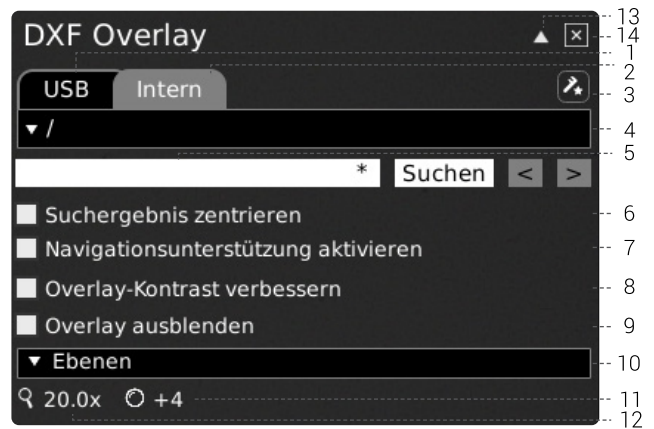 DXF Overlay
13
14
1
USB Intern
2
3
/
4
5
* Suchen < >
Suchergebnis zentrieren
6
Navigationsunterstützung aktivieren
7
Overlay-Kontrast verbessern
8
Overlay ausblenden
9
Ebenen
10
20.0x +4
11
12